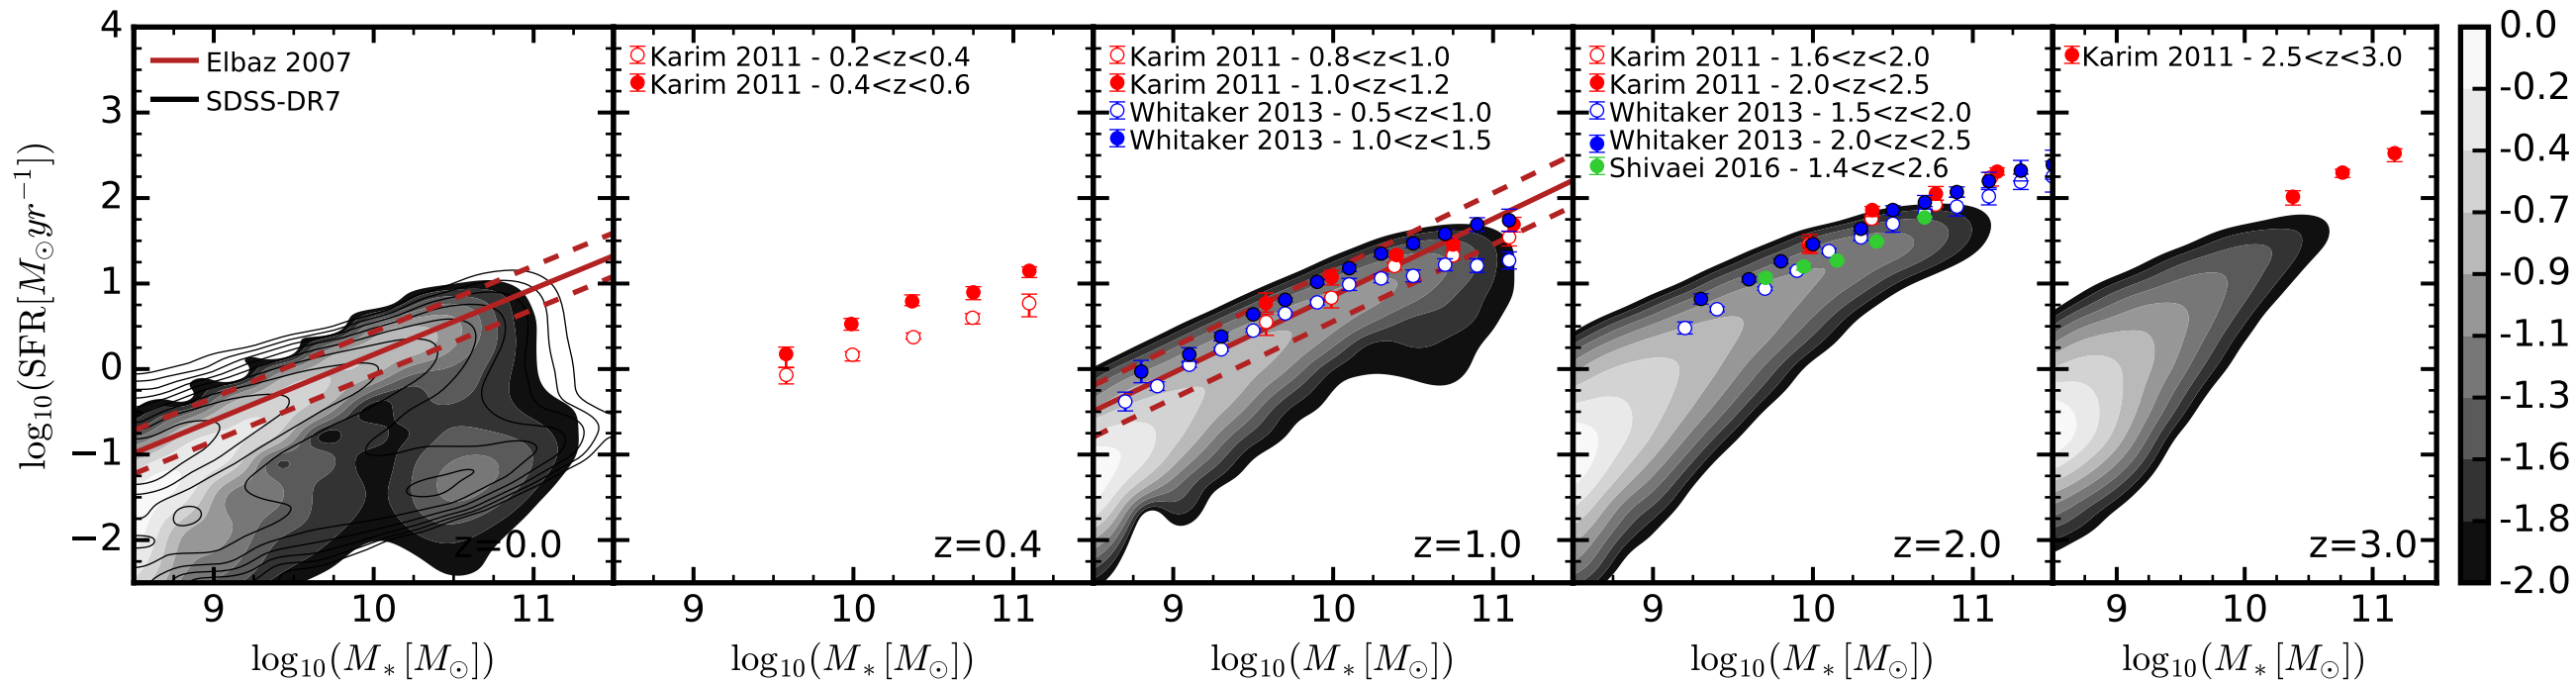 log₁₀(SFR[M☉yr⁻¹])
4
3
2
1
0
−1
−2
Elbaz 2007
SDSS-DR7
z=0.0
9 10 11
log₁₀(M*[M☉])
Karim 2011 - 0.2<z<0.4
Karim 2011 - 0.4<z<0.6
z=0.4
9 10 11
log₁₀(M*[M☉])
Karim 2011 - 0.8<z<1.0
Karim 2011 - 1.0<z<1.2
Whitaker 2013 - 0.5<z<1.0
Whitaker 2013 - 1.0<z<1.5
z=1.0
9 10 11
log₁₀(M*[M☉])
Karim 2011 - 1.6<z<2.0
Karim 2011 - 2.0<z<2.5
Whitaker 2013 - 1.5<z<2.0
Whitaker 2013 - 2.0<z<2.5
Shivaei 2016 - 1.4<z<2.6
z=2.0
9 10 11
log₁₀(M*[M☉])
Karim 2011 - 2.5<z<3.0
z=3.0
9 10 11
log₁₀(M*[M☉])
0.0
-0.2
-0.4
-0.7
-0.9
-1.1
-1.3
-1.6
-1.8
-2.0